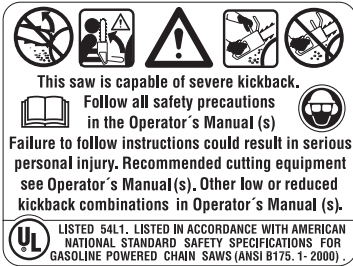 This saw is capable of severe kickback.
Follow all safety precautions
in the Operator´s Manual (s)
Failure to follow instructions could result in serious
personal injury. Recommended cutting equipment
see Operator´s Manual (s). Other low or reduced
kickback combinations in Operator´s Manual (s).
UL
LISTED 54L1. LISTED IN ACCORDANCE WITH AMERICAN
NATIONAL STANDARD SAFETY SPECIFICATIONS FOR
GASOLINE POWERED CHAIN SAWS (ANSI B175. 1- 2000) .